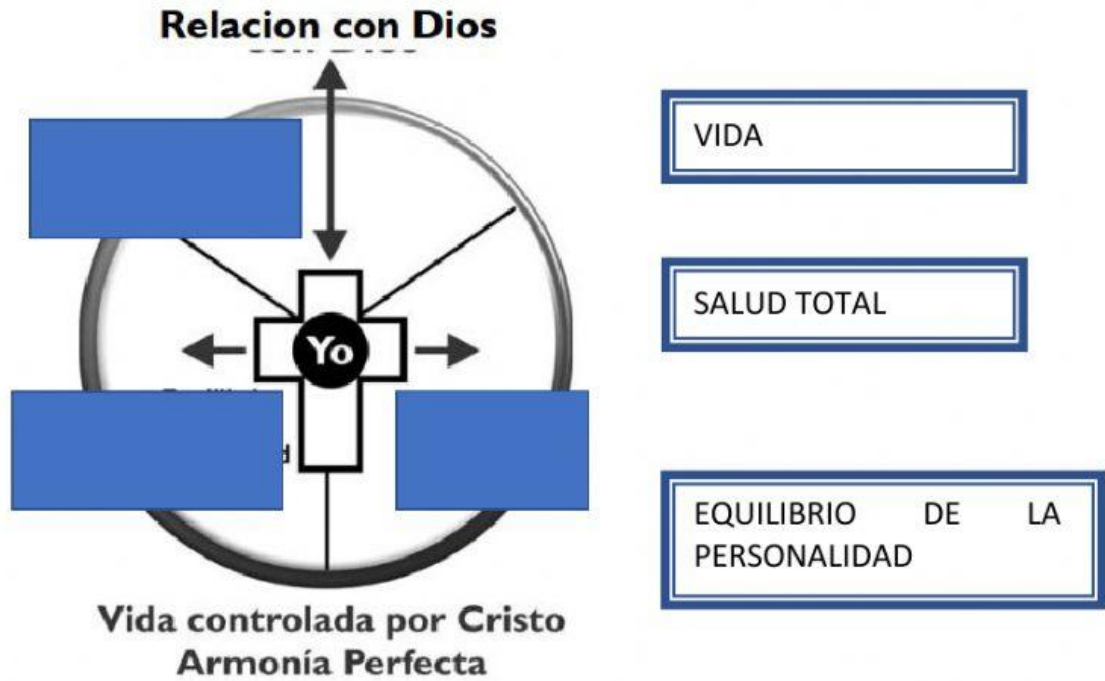 Relacion con Dios
VIDA
SALUD TOTAL
Yo
EQUILIBRIO DE LA
PERSONALIDAD
Vida controlada por Cristo
Armonía Perfecta